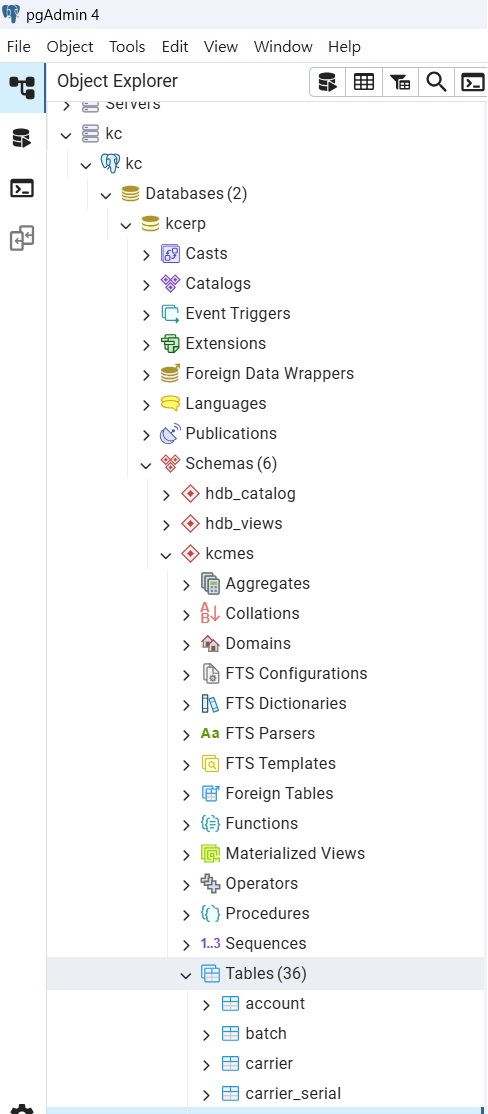 pgAdmin 4
File Object Tools Edit View Window Help
Object Explorer
Servers
kc
kc
Databases (2)
kcerp
Casts
Catalogs
Event Triggers
Extensions
Foreign Data Wrappers
Languages
Publications
Schemas (6)
hdb_catalog
hdb_views
kcmes
Aggregates
Collations
Domains
FTS Configurations
FTS Dictionaries
Aa FTS Parsers
FTS Templates
Foreign Tables
Functions
Materialized Views
Operators
Procedures
1..3 Sequences
Tables (36)
account
batch
carrier
carrier_serial